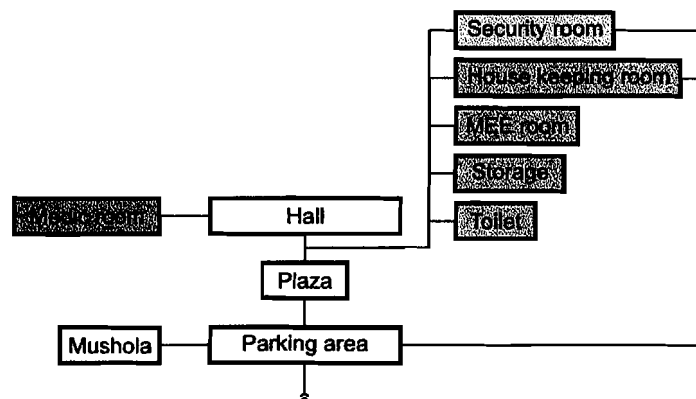 Security room
House keeping room
MEE room
Storage
Medic room
Hall
Toilet
Plaza
Mushola
Parking area